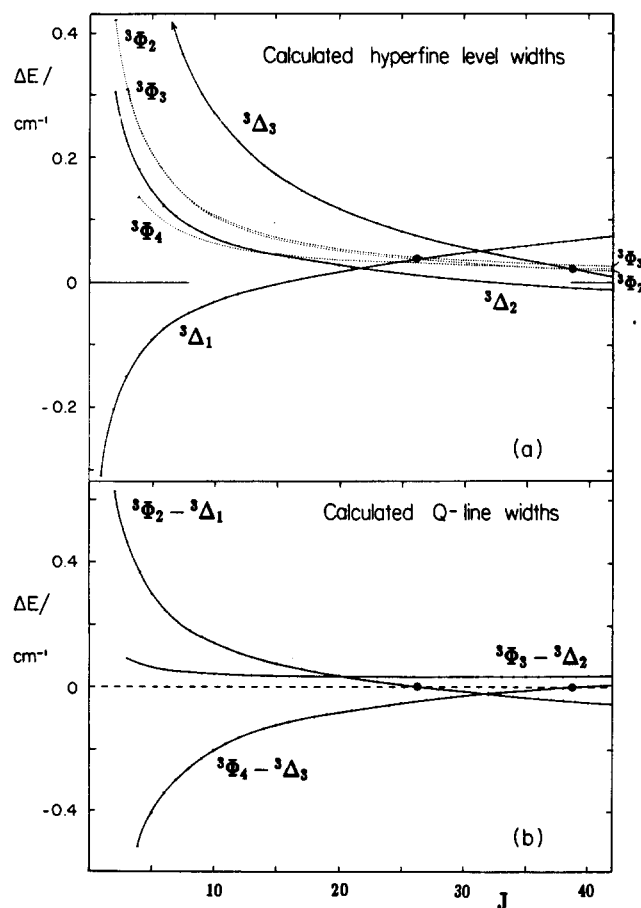 0.4
³Φ₂
Calculated hyperfine level widths
ΔE/
cm⁻¹
³Φ₃
³Δ₃
0.2
³Φ₄
³Φ₃
0
³Φ₂
³Δ₂
³Δ₁
-0.2
(a)
³Φ₂ – ³Δ₁
Calculated Q-line widths
0.4
ΔE/
cm⁻¹
³Φ₃ – ³Δ₂
0
³Φ₄ – ³Δ₃
-0.4
(b)
10
20
30
J
40